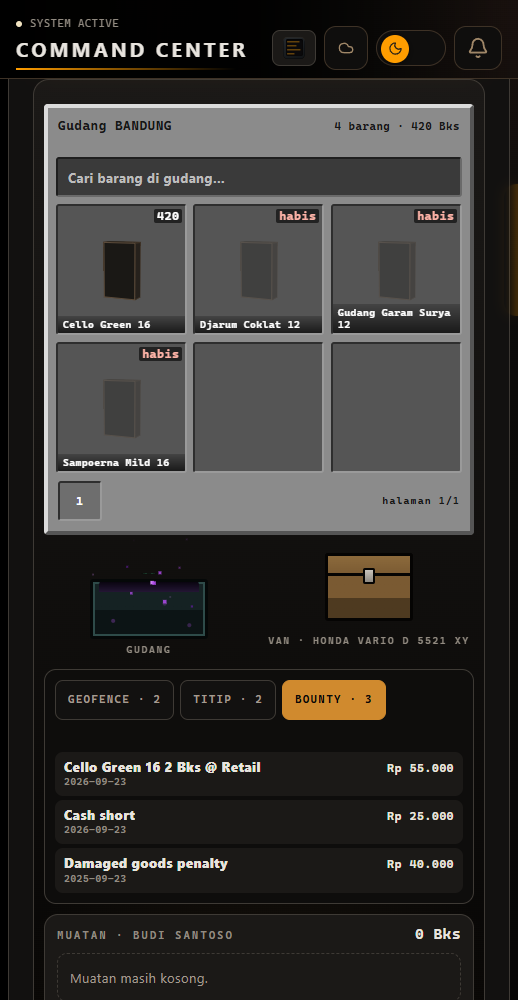 SYSTEM ACTIVE
COMMAND CENTER
Gudang BANDUNG
4 barang · 420 Bks
Cari barang di gudang...
420
habis
habis
Cello Green 16
Djarum Coklat 12
Gudang Garam Surya
12
habis
Sampoerna Mild 16
1
halaman 1/1
GUDANG
VAN · HONDA VARIO D 5521 XY
GEOFENCE · 2
TITIP · 2
BOUNTY · 3
Cello Green 16 2 Bks @ Retail
Rp 55.000
2026-09-23
Cash short
Rp 25.000
2026-09-23
Damaged goods penalty
Rp 40.000
2025-09-23
MUATAN · BUDI SANTOSO
0 Bks
Muatan masih kosong.